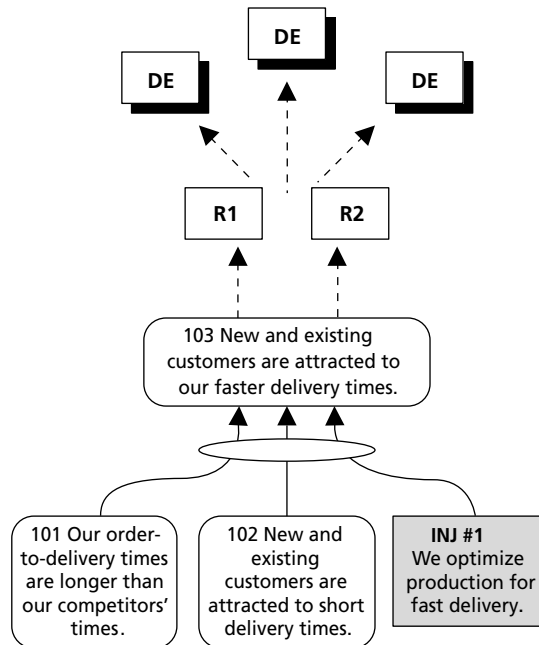 DE
DE
DE
R1
R2
103 New and existing
customers are attracted to
our faster delivery times.
101 Our order-
to-delivery times
are longer than
our competitors’
times.
102 New and
existing
customers are
attracted to short
delivery times.
INJ #1
We optimize
production for
fast delivery.